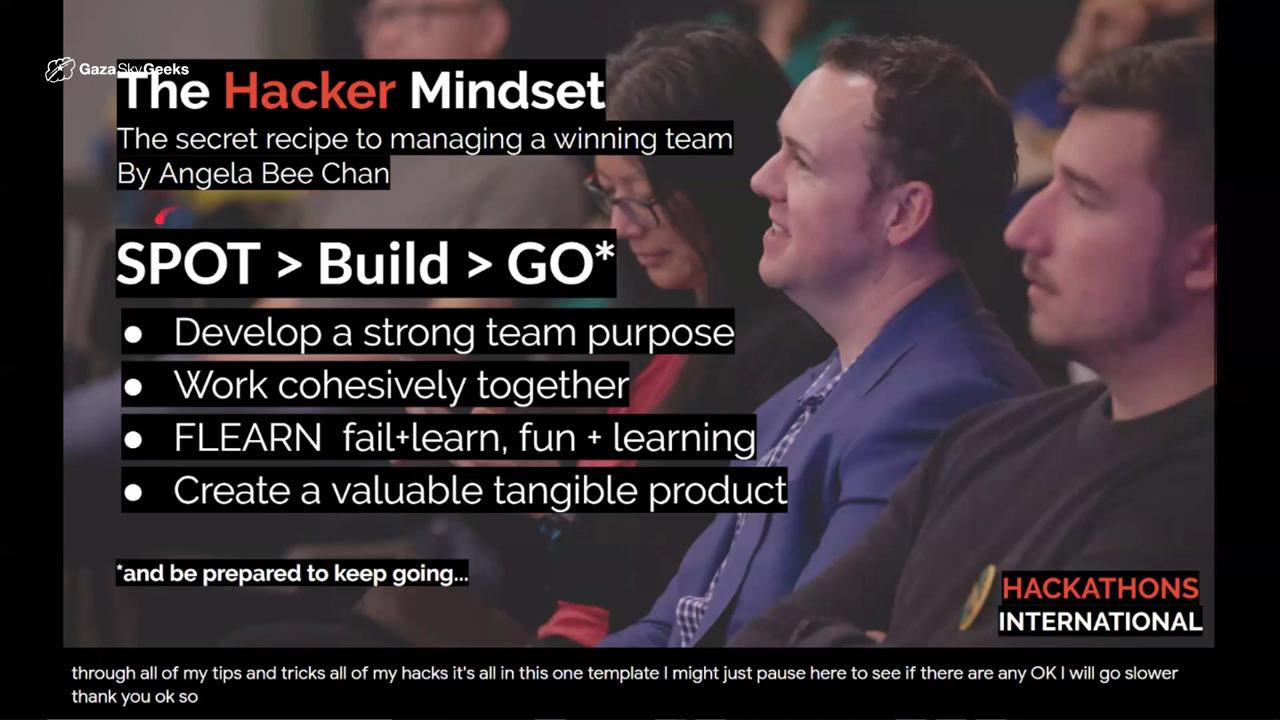 GazaSkyGeeks
The Hacker Mindset
The secret recipe to managing a winning team
By Angela Bee Chan
SPOT > Build > GO*
● Develop a strong team purpose
● Work cohesively together
● FLEARN fail+learn, fun + learning
● Create a valuable tangible product
*and be prepared to keep going...
HACKATHONS
INTERNATIONAL
through all of my tips and tricks all of my hacks it's all in this one template I might just pause here to see if there are any OK I will go slower
thank you ok so